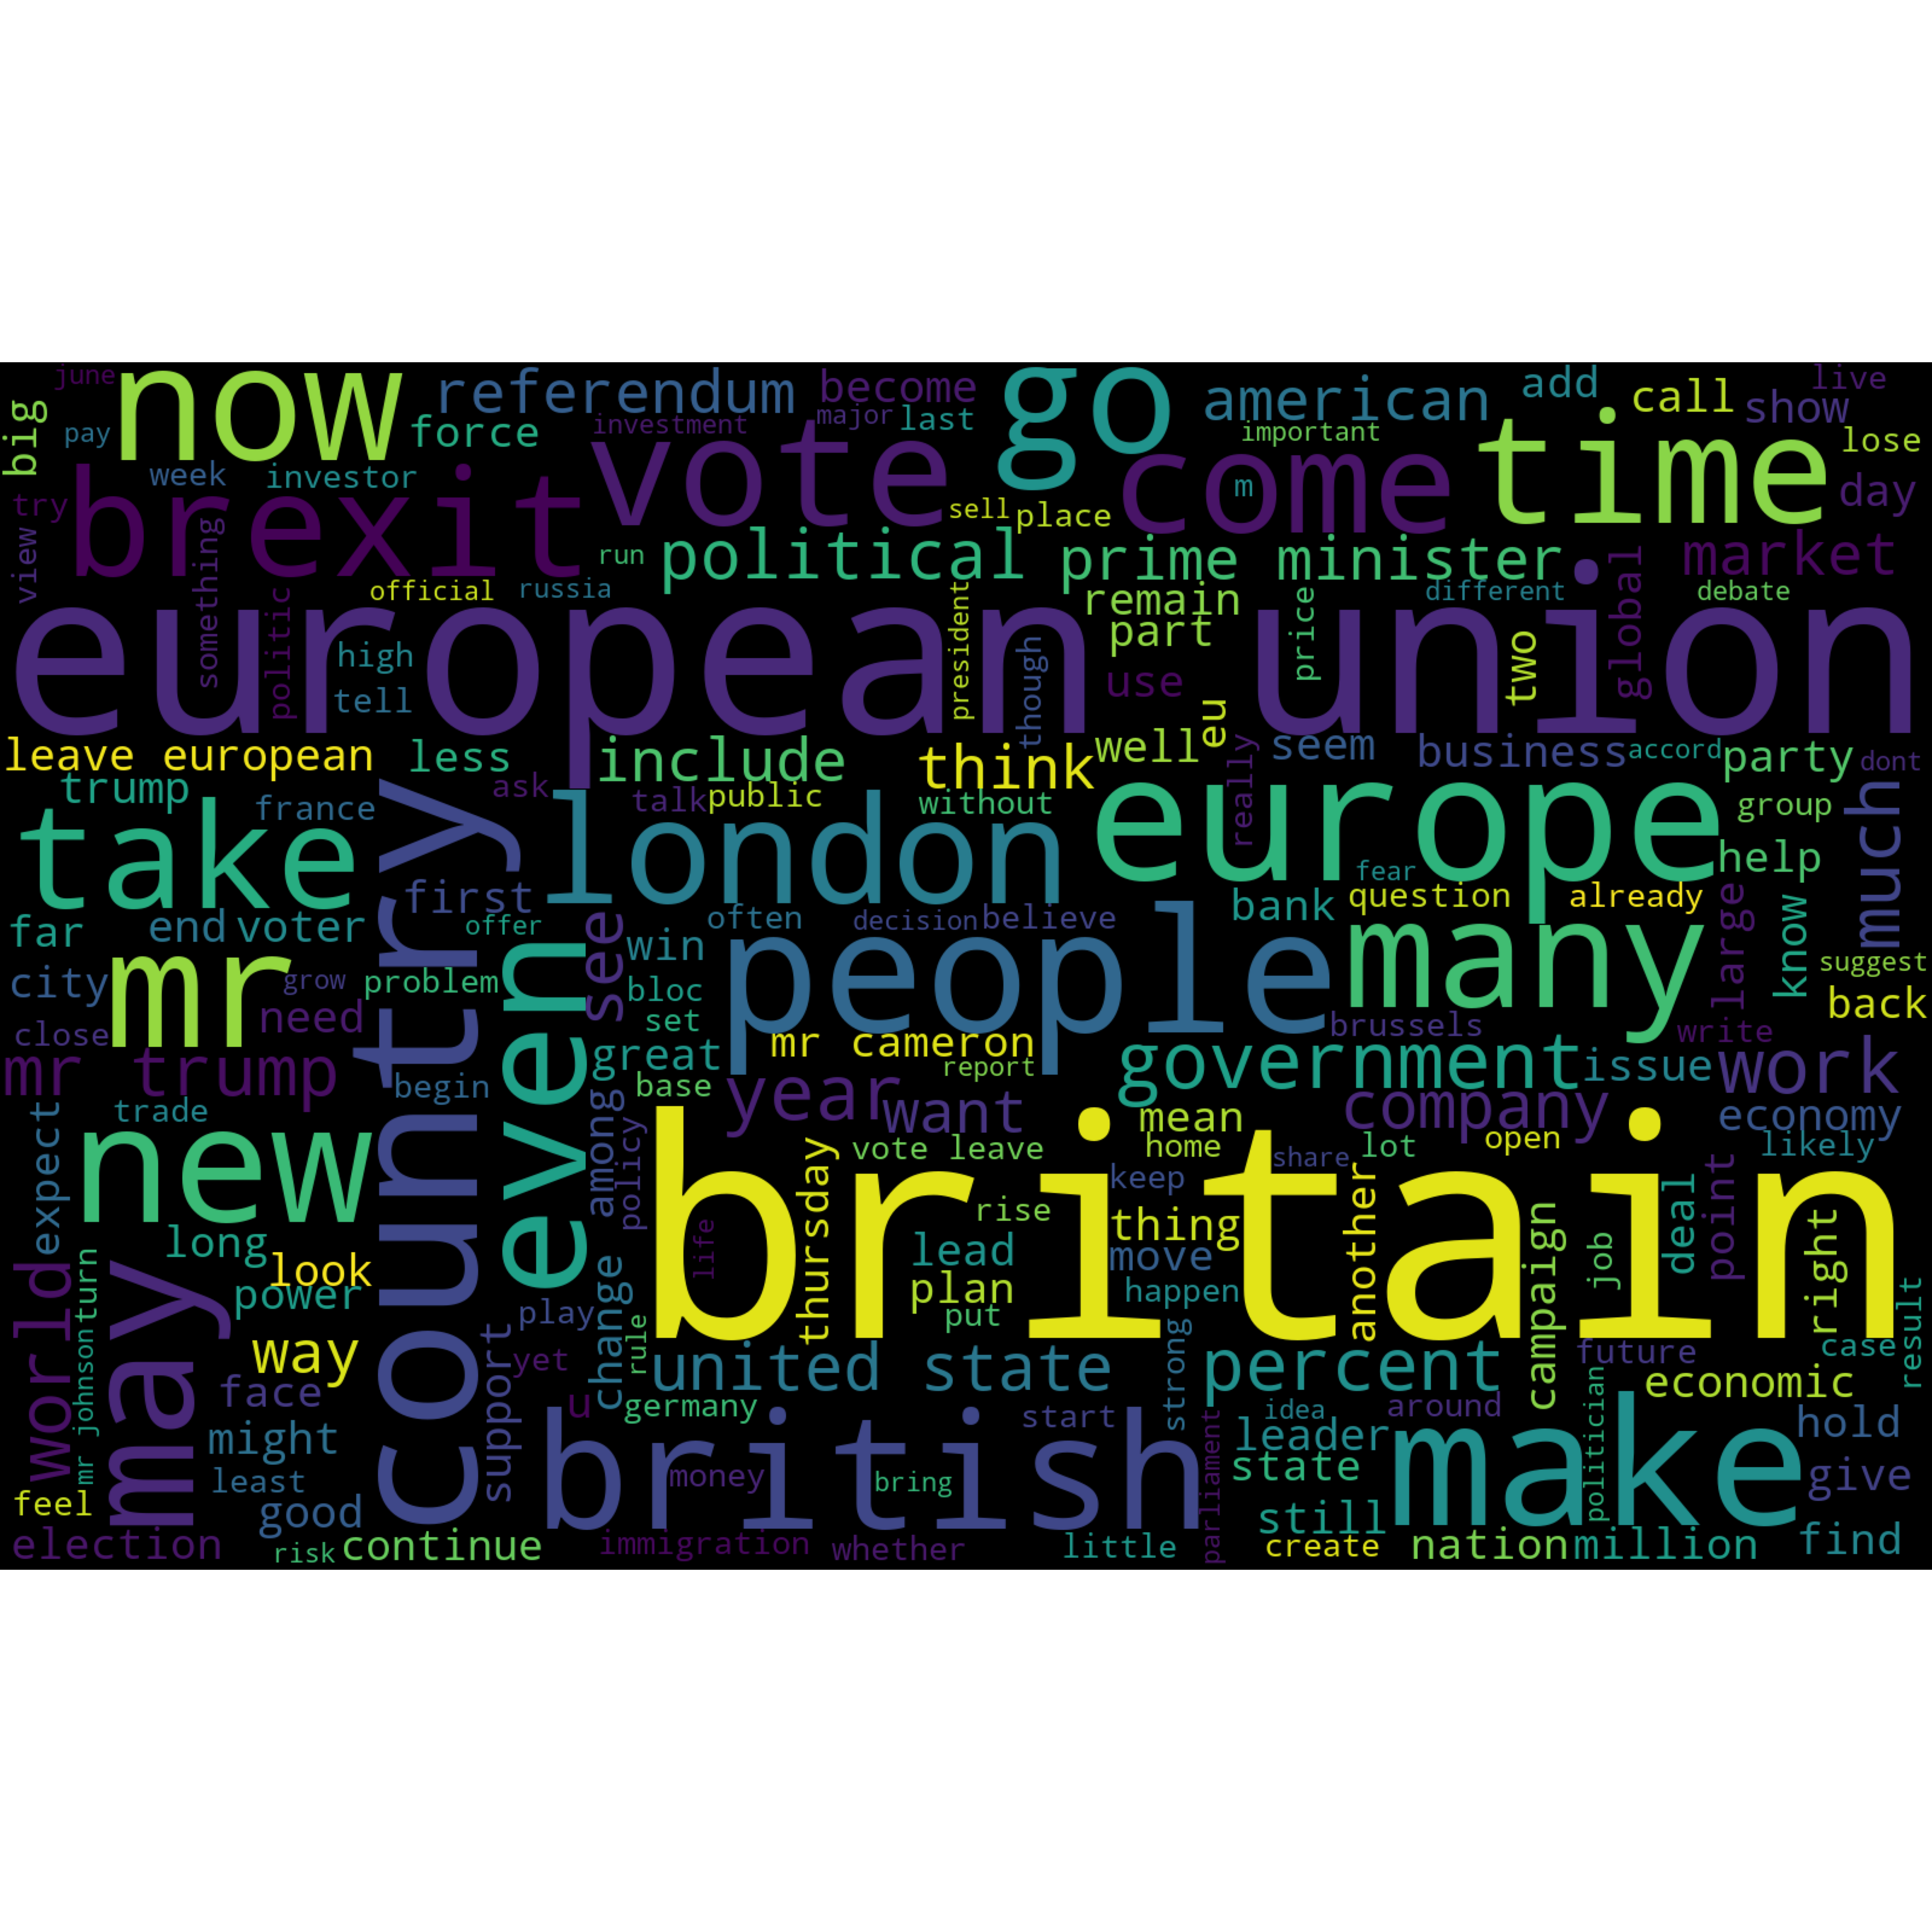 june
now
referendum
become
go
american
add
call
live
show
big
pay
force
investment
major
last
important
time
lose
week
investor
brexit
vote
come
m
day
try
sell
place
view
something
run
political
prime minister
market
official
russia
european union
president
remain
different
debate
politic
high
tell
though
part
use
price
two
global
leave european
less
include
think
well
eu
really
seem
business
accord
party
dont
trump
france
ask
talk
public
without
europe
group
much
take
country
london
fear
help
first
bank
question
already
far
end
voter
offer
even
see
often
decision
believe
many
large
know
city
mr
grow
problem
win
bloc
people
suggest
close
need
set
brussels
write
back
mr trump
great
mr cameron
report
government
issue
work
begin
base
year
want
company
economy
expect
trade
among
policy
mean
new
britain
thursday
vote leave
home
share
lot
open
likely
keep
another
long
life
rise
thing
campaign
job
deal
point
right
look
lead
move
world
may
mr johnson
turn
power
change
plan
happen
result
play
put
way
support
yet
rule
united state
strong
percent
future
case
face
u
germany
start
idea
around
politician
economic
might
british
leader
make
hold
least
money
bring
parliament
state
give
feel
good
still
election
risk
continue
immigration
whether
little
create
nation
million
find